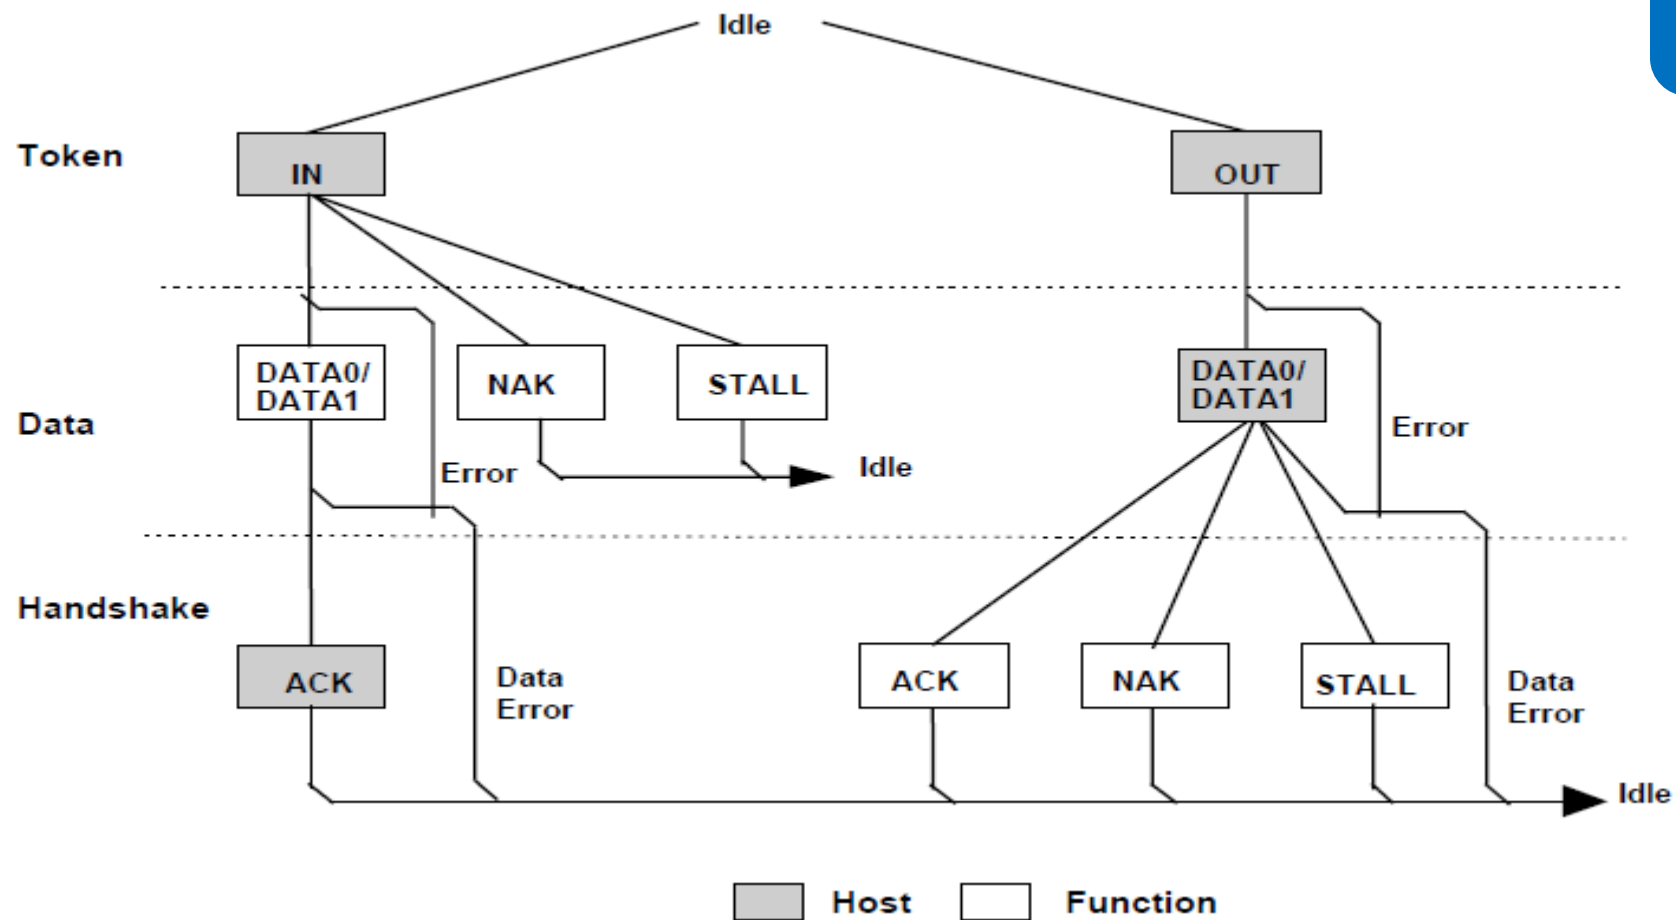 Idle
Token
IN
OUT
DATA0/
DATA1
NAK
STALL
DATA0/
DATA1
Data
Error
Error
Idle
Handshake
ACK
Data
Error
ACK
NAK
STALL
Data
Error
Idle
Host
Function